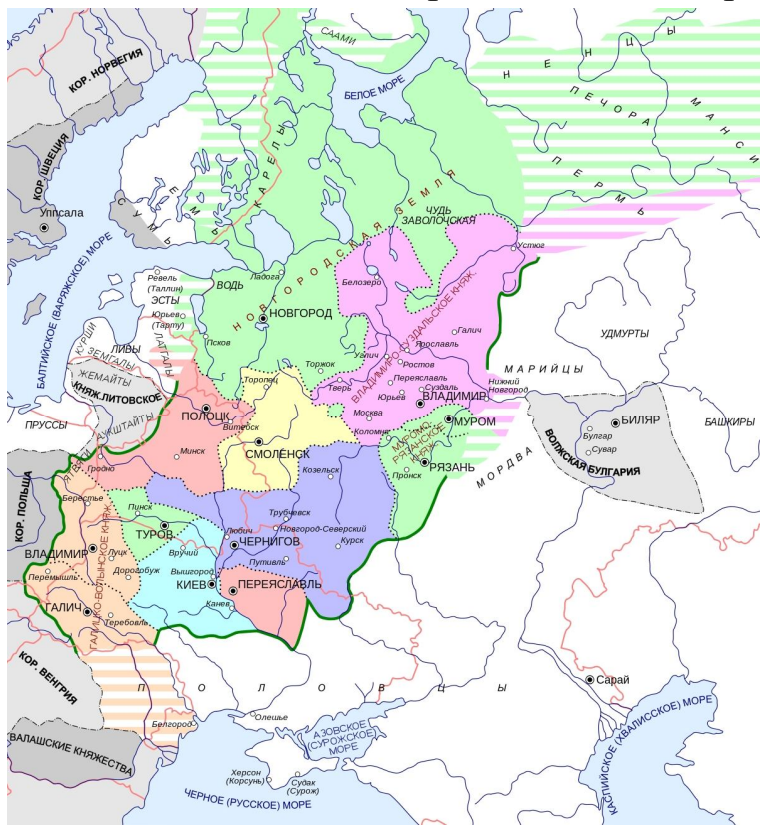 СААМИ
КОР. НОРВЕГИЯ
БЕЛОЕ МОРЕ
НЕНЦЫ
ПЕЧОРА
МАНСИ
ПЕРМЬ
КОР. ШВЕЦИЯ
КАРЕЛЫ
ЕМЬ
СУМЬ
Уппсала
ЧУДЬ
ЗАВОЛОЧСКАЯ
НОВГОРОДСКАЯ ЗЕМЛЯ
Устюг
БАЛТИЙСКОЕ (ВАРЯЖСКОЕ) МОРЕ
Ревель
(Таллин)
Ладога
ВОДЬ
Белозеро
ЭСТЫ
Юрьев
(Тарту)
НОВГОРОД
ВЛАДИМИРО-СУЗДАЛЬСКОЕ КНЯЖ.
Галич
УДМУРТЫ
КУРШИ
ЛИВЫ
ЗЕМГАЛЫ
ЛАТГАЛЫ
Псков
Ярославль
Углич
Ростов
Торжок
МАРИЙЦЫ
ЖЕМАЙТЫ
КНЯЖ.ЛИТОВСКОЕ
Торопец
Тверь
Переяславль
Суздаль
Нижний
Новгород
Юрьев
ВЛАДИМИР
ПОЛОЦК
Москва
МУРОМ
ПРУССЫ
АУКШТАЙТЫ
Витебск
Коломна
БИЛЯР
БАШКИРЫ
Булгар
Сувар
ВОЛЖСКАЯ БУЛГАРИЯ
СМОЛЕНСК
МУРОМО-
РЯЗАНСКОЕ
КНЯЖ.
ЯТВЯГИ
Гродно
Минск
Козельск
Пронск
РЯЗАНЬ
МОРДВА
КОР. ПОЛЬША
Берестье
Пинск
Трубчевск
ТУРОВ
Любич
Новгород-Северский
ЧЕРНИГОВ
Курск
ВЛАДИМИР
Луцк
Вручий
Путивль
ГАЛИЦКО-ВОЛЫНСКОЕ КНЯЖ.
Перемышль
Дорогобуж
Вышгород
КИЕВ
ПЕРЕЯСЛАВЛЬ
ГАЛИЧ
Теребовль
Канев
КОР. ВЕНГРИЯ
ПОЛОВЦЫ
Сарай
Белгород
Олешье
АЗОВСКОЕ
(СУРОЖСКОЕ)
МОРЕ
ВАЛАШСКИЕ КНЯЖЕСТВА
КАСПИЙСКОЕ (ХВАЛИССКОЕ) МОРЕ
Херсон
(Корсунь)
Судак
(Сурож)
ЧЕРНОЕ (РУССКОЕ) МОРЕ